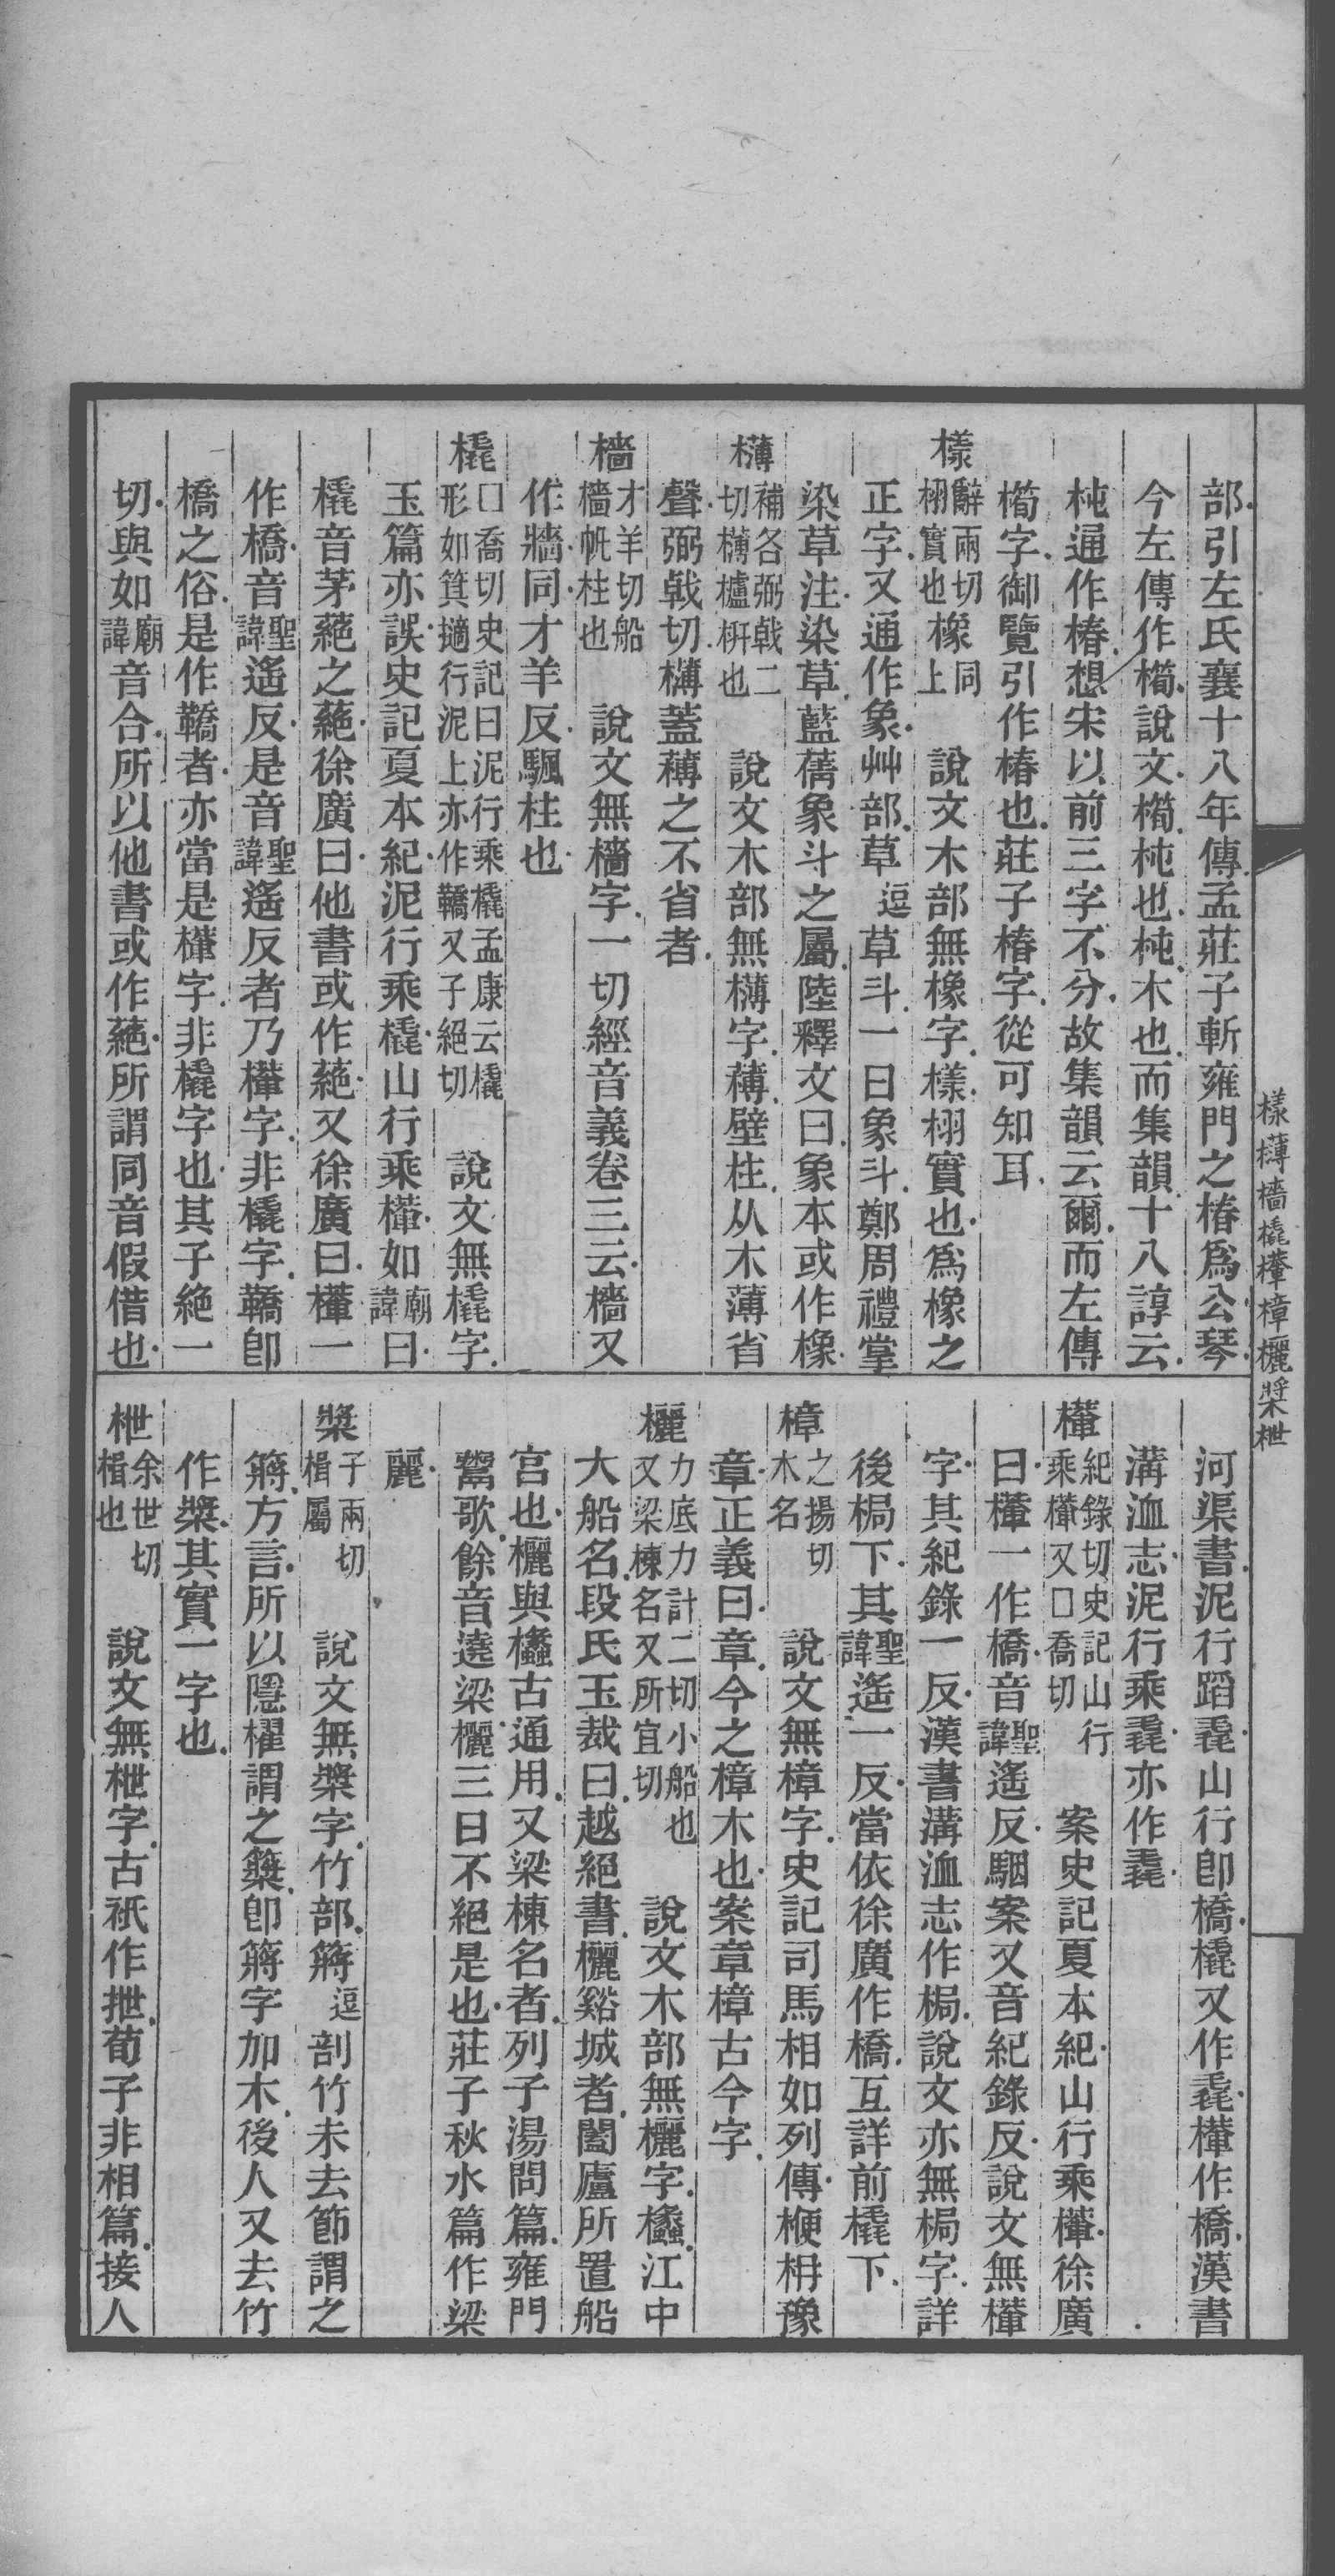 部引左氏襄十八年傳孟莊子斬雍門之椿爲公琴
今左傳作橁說文橁杶也杶木也而集韻十八諄云
杶通作椿想宋以前三字不分故集韻云爾而左傳
橁字御覽引作椿也莊子椿字從可知耳
樣辭兩切栩實也橡同上 說文木部無橡字樣栩實也爲橡之
正字又通作象艸部草逗草斗一曰象斗鄭周禮掌
染草注染草藍蒨象斗之屬陸釋文曰象本或作橡
欂補各弼戟二切欂櫨枅也 說文木部無欂字䕪壁柱从木薄省
聲弼戟切欂蓋䕪之不省者
檣才羊切船檣帆柱也 說文無檣字一切經音義卷三云檣又
作牆同才羊反颿柱也
橇□喬切史記曰泥行乘橇孟康云橇形如箕擿行泥上亦作鞽又子絕切 說文無橇字
玉篇亦誤史記夏本紀泥行乘橇山行乘檋如廟諱曰
橇音茅蕝之蕝徐廣曰他書或作蕝又徐廣曰檋一
作橋音聖諱遙反是音聖諱遙反者乃檋字非橇字鞽卽
橋之俗是作鞽者亦當是檋字非橇字也其子絕一
切與如廟諱音合所以他書或作蕝所謂同音假借也
河渠書泥行蹈毳山行卽橋橇又作毳檋作橋漢書
溝洫志泥行乘毳亦作毳
檋紀錄切史記山行乘檋又□喬切 案史記夏本紀山行乘檋徐廣
曰檋一作橋音聖諱遙反駰案又音紀錄反說文無檋
字其紀錄一反漢書溝洫志作梮說文亦無梮字詳
後梮下其聖諱遙一反當依徐廣作橋互詳前橇下
樟之揚切木名 說文無樟字史記司馬相如列傳楩枏豫
章正義曰章今之樟木也案章樟古今字
欐力底力計二切小船也又梁棟名又所宜切 說文木部無欐字欚江中
大船名段氏玉裁曰越絕書欐谿城者闔廬所置船
宮也欐與欚古通用又梁棟名者列子湯問篇雍門
鬻歌餘音遶梁欐三日不絕是也莊子秋水篇作梁
麗
槳子兩切楫屬 說文無槳字竹部䉃逗剖竹未去節謂之
䉃方言所以隱櫂謂之䉃卽䉃字加木後人又去竹
作槳其實一字也
枻余世切楫也 說文無枻字古祇作抴荀子非相篇接人
樣欂檣橇檋樟欐槳枻